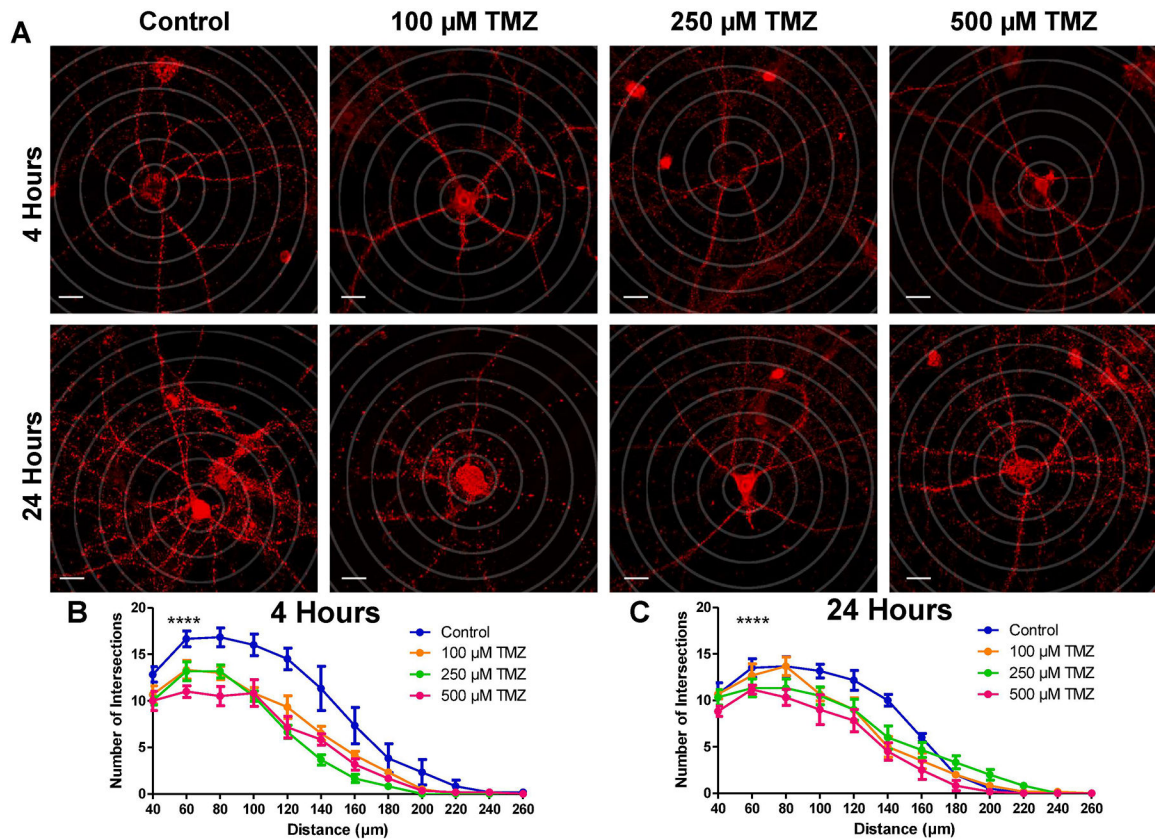 A
Control
100 µM TMZ
250 µM TMZ
500 µM TMZ
4 Hours
24 Hours
B
4 Hours
****
Number of Intersections
20
15
10
5
0
40 60 80 100 120 140 160 180 200 220 240 260
Distance (µm)
Control
100 µM TMZ
250 µM TMZ
500 µM TMZ
C
24 Hours
****
Number of Intersections
20
15
10
5
0
40 60 80 100 120 140 160 180 200 220 240 260
Distance (µm)
Control
100 µM TMZ
250 µM TMZ
500 µM TMZ